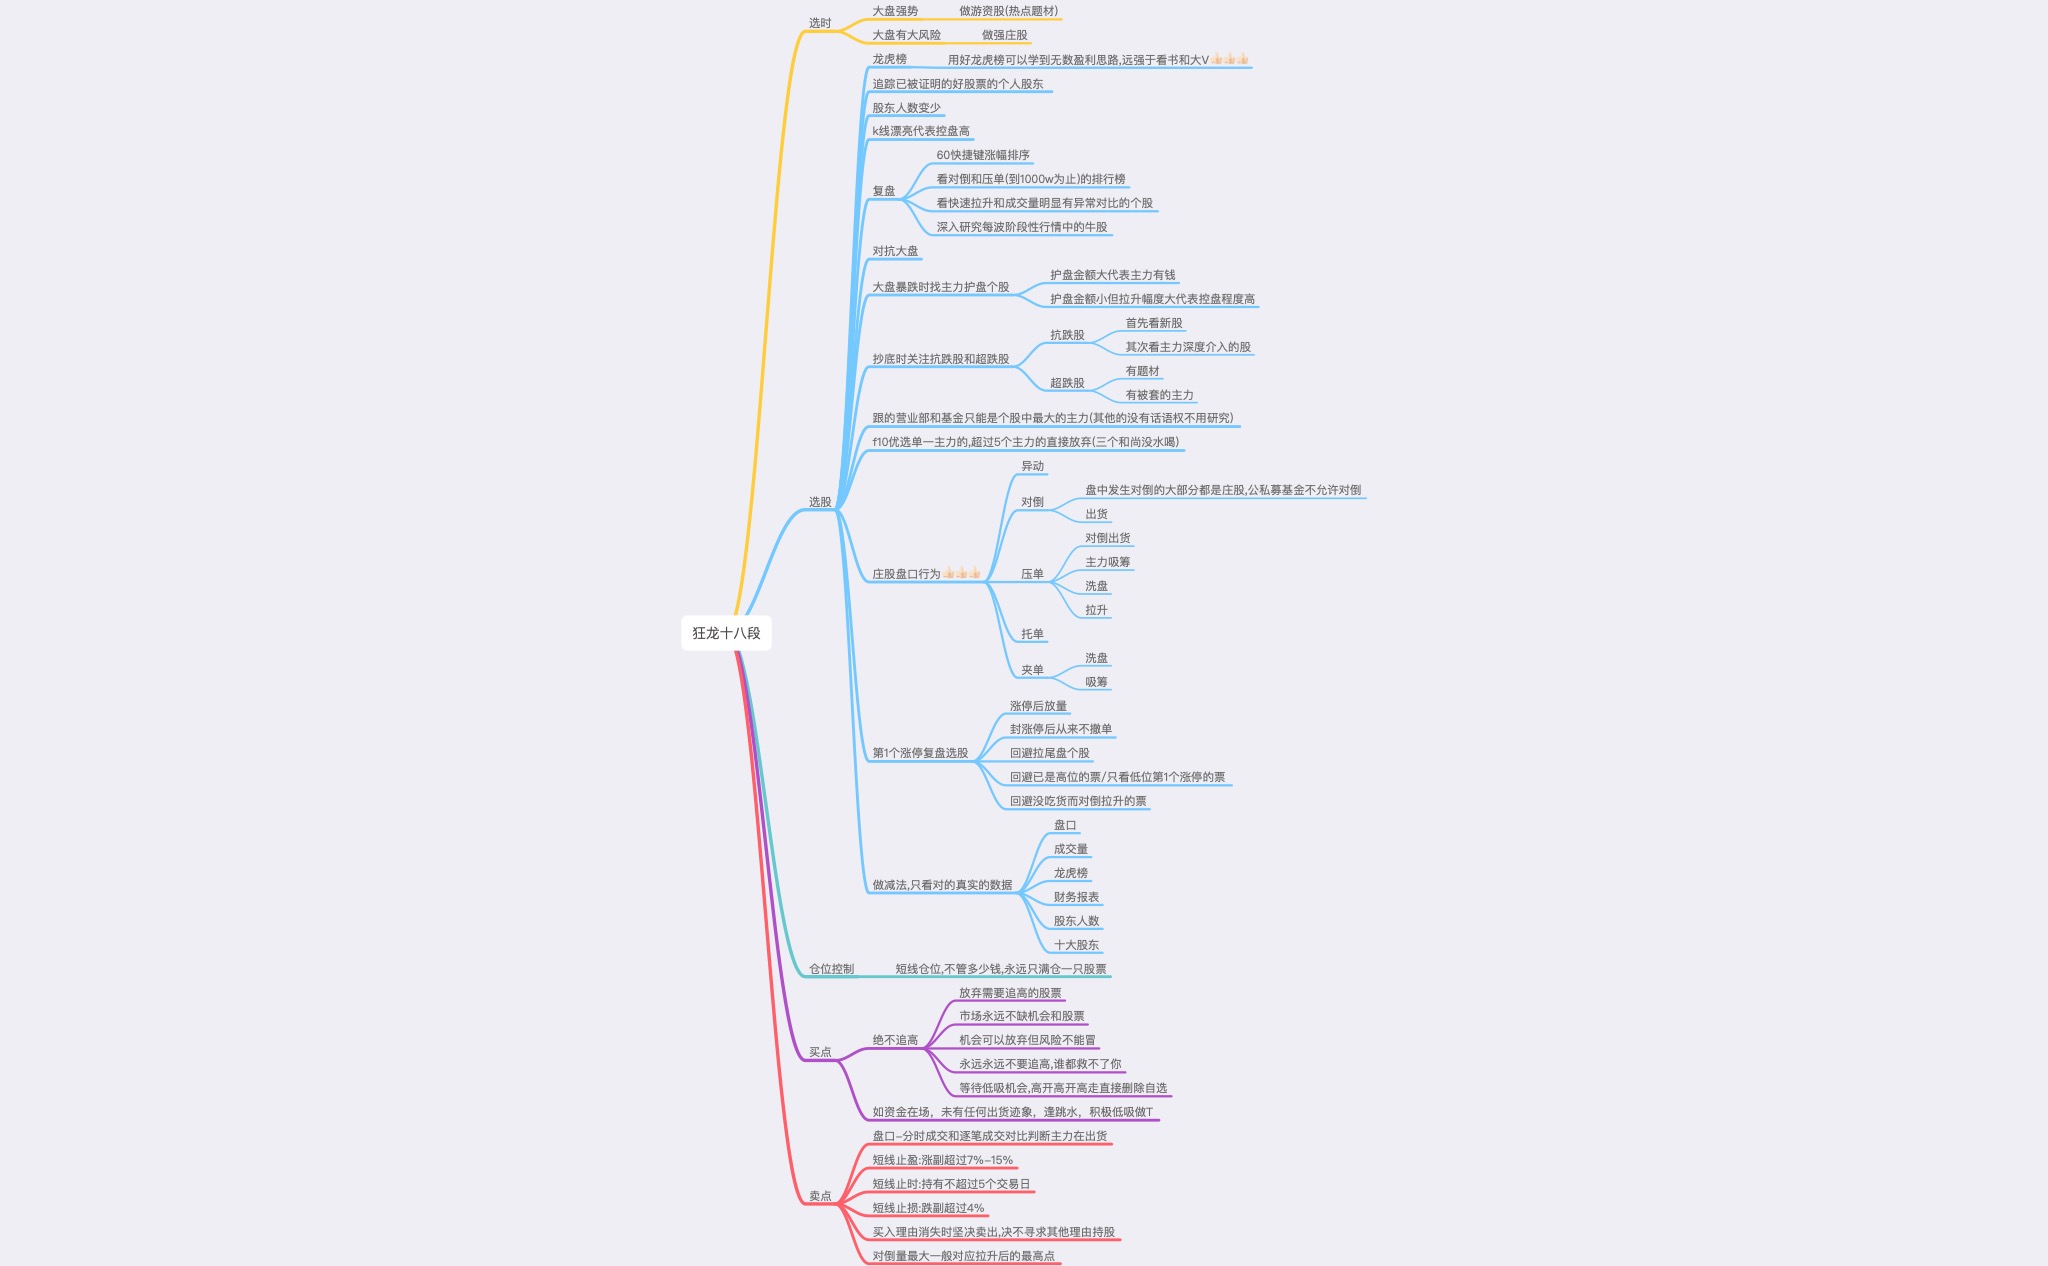 选时
大盘强势
做游资股(热点题材)
大盘有大风险
做强庄股
龙虎榜
用好龙虎榜可以学到无数盈利思路,远强于看书和大V👍👍👍
追踪已被证明的好股票的个人股东
股东人数变少
k线漂亮代表控盘高
复盘
60快捷键涨幅排序
看对倒和压单(到1000w为止)的排行榜
看快速拉升和成交量明显有异常对比的个股
深入研究每波阶段性行情中的牛股
对抗大盘
大盘暴跌时找主力护盘个股
护盘金额大代表主力有钱
护盘金额小但拉升幅度大代表控盘程度高
抄底时关注抗跌股和超跌股
抗跌股
首先看新股
其次看主力深度介入的股
超跌股
有题材
有被套的主力
跟的营业部和基金只能是个股中最大的主力(其他的没有话语权不用研究)
f10优选单一主力的,超过5个主力的直接放弃(三个和尚没水喝)
选股
庄股盘口行为👍👍👍
异动
对倒
盘中发生对倒的大部分都是庄股,公私募基金不允许对倒
出货
压单
对倒出货
主力吸筹
洗盘
拉升
托单
夹单
洗盘
吸筹
狂龙十八段
第1个涨停复盘选股
涨停后放量
封涨停后从来不撤单
回避拉尾盘个股
回避已是高位的票/只看低位第1个涨停的票
回避没吃货而对倒拉升的票
做减法,只看对的真实的数据
盘口
成交量
龙虎榜
财务报表
股东人数
十大股东
仓位控制
短线仓位,不管多少钱,永远只满仓一只股票
买点
绝不追高
放弃需要追高的股票
市场永远不缺机会和股票
机会可以放弃但风险不能冒
永远永远不要追高,谁都救不了你
等待低吸机会,高开高开高走直接删除自选
如资金在场，未有任何出货迹象，逢跳水，积极低吸做T
卖点
盘口-分时成交和逐笔成交对比判断主力在出货
短线止盈:涨副超过7%-15%
短线止时:持有不超过5个交易日
短线止损:跌副超过4%
买入理由消失时坚决卖出,决不寻求其他理由持股
对倒量最大一般对应拉升后的最高点